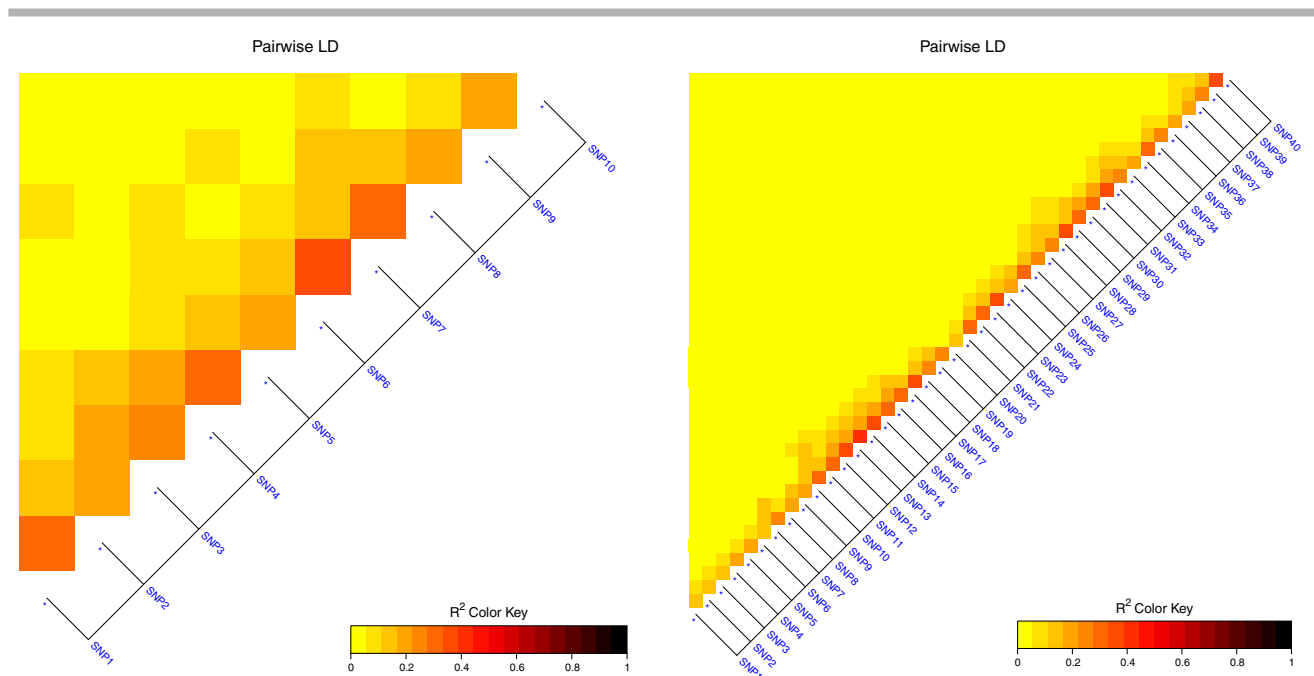 Pairwise LD
SNP10
SNP9
SNP8
SNP7
SNP6
SNP5
SNP4
SNP3
SNP2
SNP1
R² Color Key
0 0.2 0.4 0.6 0.8 1
Pairwise LD
SNP40
SNP39
SNP38
SNP37
SNP36
SNP35
SNP34
SNP33
SNP32
SNP31
SNP30
SNP29
SNP28
SNP27
SNP26
SNP25
SNP24
SNP23
SNP22
SNP21
SNP20
SNP19
SNP18
SNP17
SNP16
SNP15
SNP14
SNP13
SNP12
SNP11
SNP10
SNP9
SNP8
SNP7
SNP6
SNP5
SNP4
SNP3
SNP2
SNP1
R² Color Key
0 0.2 0.4 0.6 0.8 1